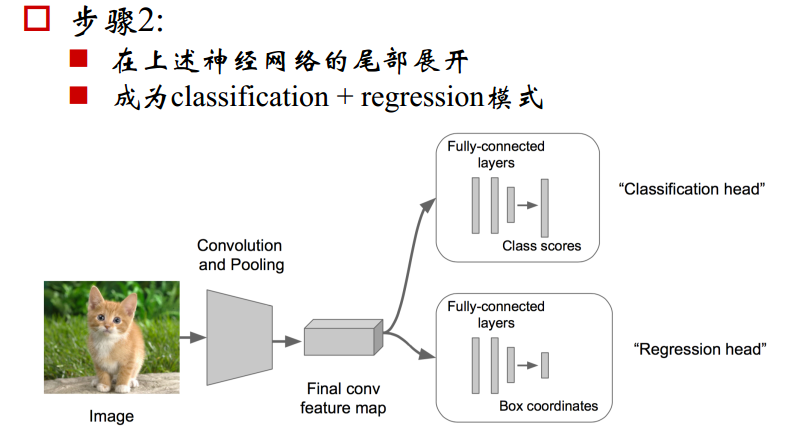 步骤2:
在上述神经网络的尾部展开
成为classification + regression模式
Fully-connected
layers
Class scores
“Classification head”
Convolution
and Pooling
Image
Final conv
feature map
Fully-connected
layers
Box coordinates
“Regression head”